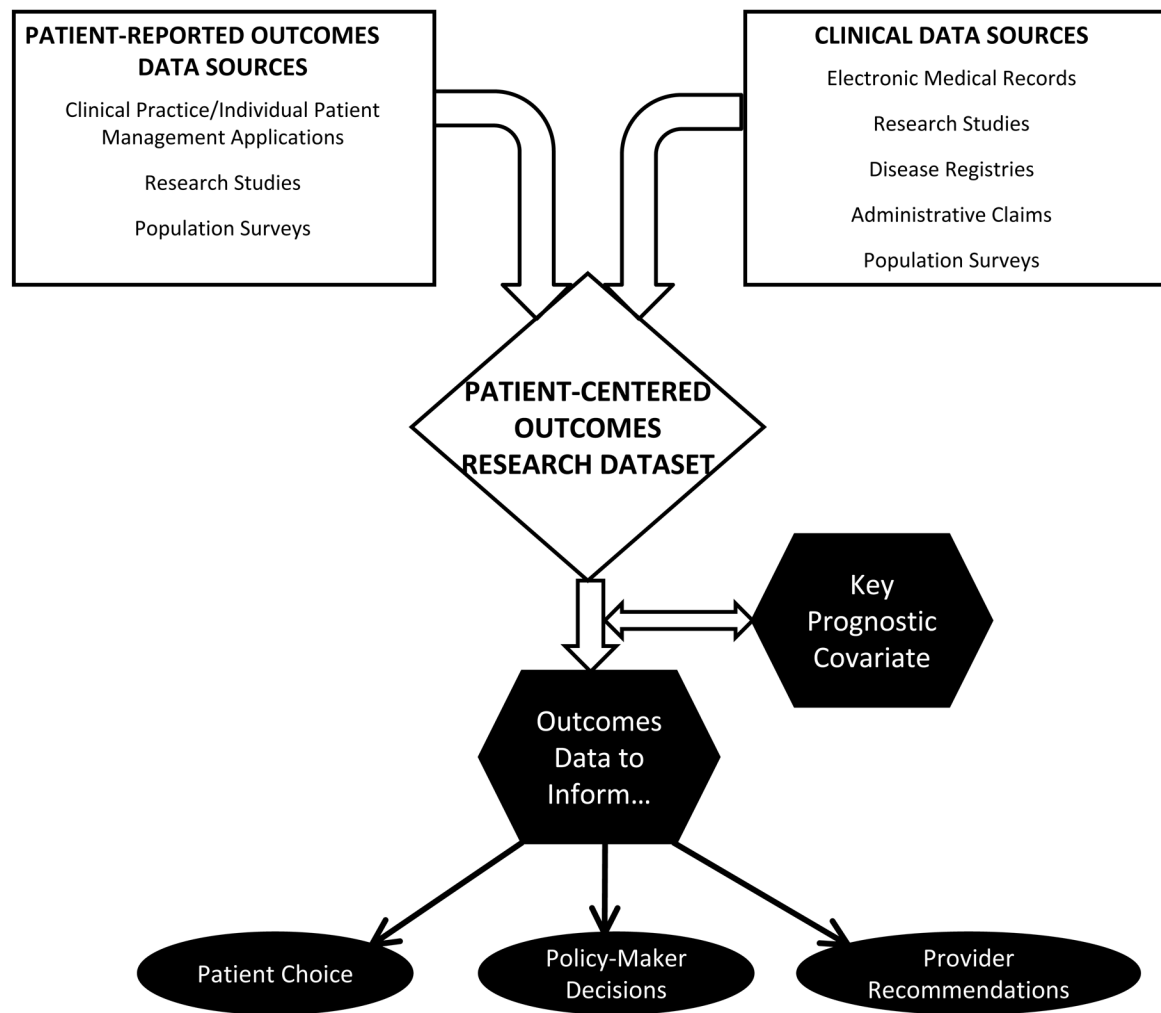 PATIENT-REPORTED OUTCOMES
DATA SOURCES
Clinical Practice/Individual Patient
Management Applications
Research Studies
Population Surveys
CLINICAL DATA SOURCES
Electronic Medical Records
Research Studies
Disease Registries
Administrative Claims
Population Surveys
PATIENT-CENTERED
OUTCOMES
RESEARCH DATASET
Key
Prognostic
Covariate
Outcomes
Data to
Inform…
Patient Choice
Policy-Maker
Decisions
Provider
Recommendations